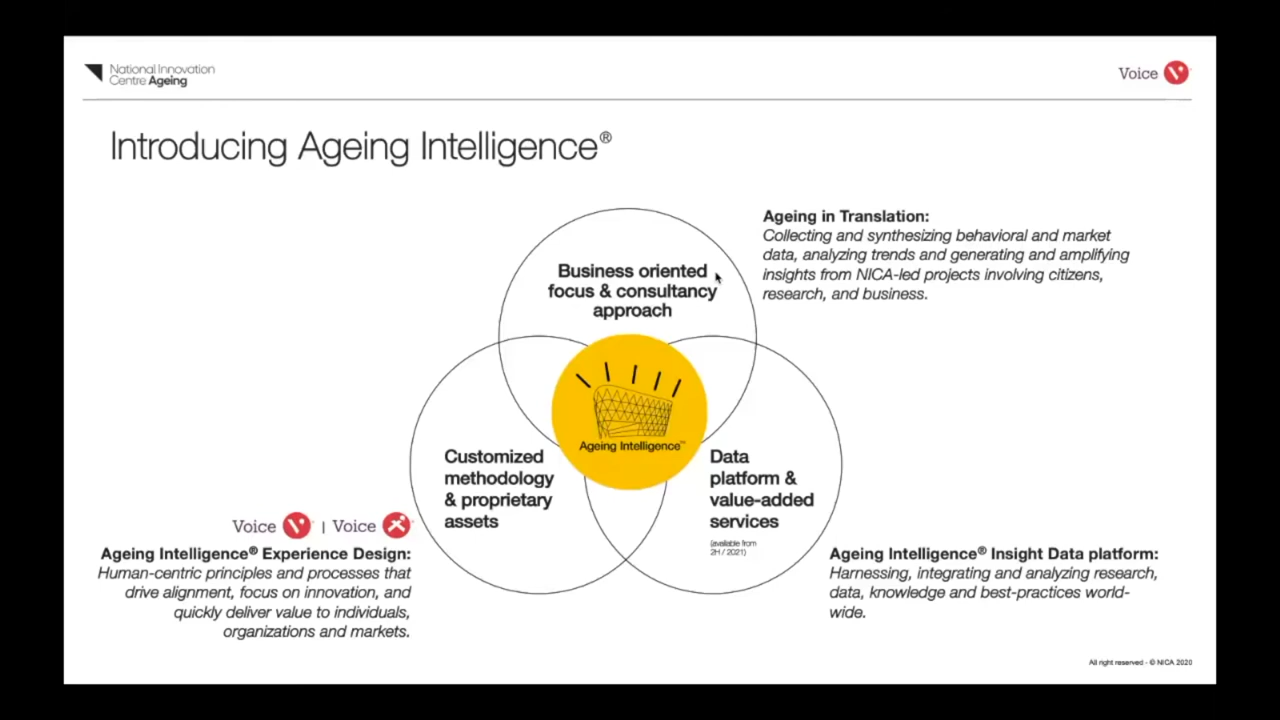 National Innovation
Centre Ageing
Voice
Introducing Ageing Intelligence®
Ageing in Translation:
Collecting and synthesizing behavioral and market
data, analyzing trends and generating and amplifying
insights from NICA-led projects involving citizens,
research, and business.
Business oriented
focus & consultancy
approach
Ageing Intelligence™
Customized
methodology
& proprietary
assets
Data
platform &
value-added
services
(available from
2H / 2021)
Voice | Voice
Ageing Intelligence® Experience Design:
Human-centric principles and processes that
drive alignment, focus on innovation, and
quickly deliver value to individuals,
organizations and markets.
Ageing Intelligence® Insight Data platform:
Harnessing, integrating and analyzing research,
data, knowledge and best-practices world-
wide.
All right reserved - © NICA 2020